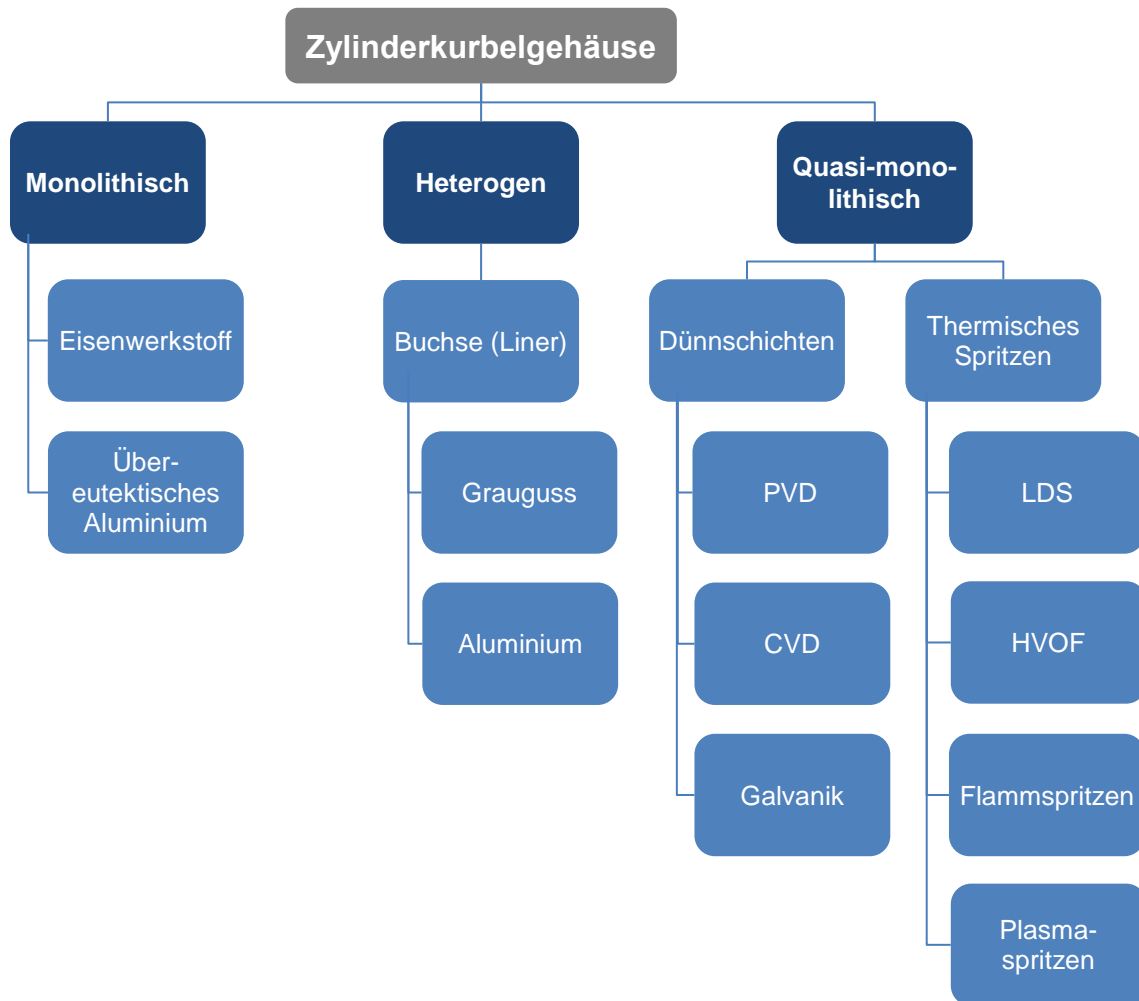 Zylinderkurbelgehäuse
Monolithisch
Heterogen
Quasi-mono-
lithisch
Eisenwerkstoff
Buchse (Liner)
Dünnschichten
Thermisches
Spritzen
Über-
eutektisches
Aluminium
Grauguss
PVD
LDS
Aluminium
CVD
HVOF
Galvanik
Flammspritzen
Plasma-
spritzen